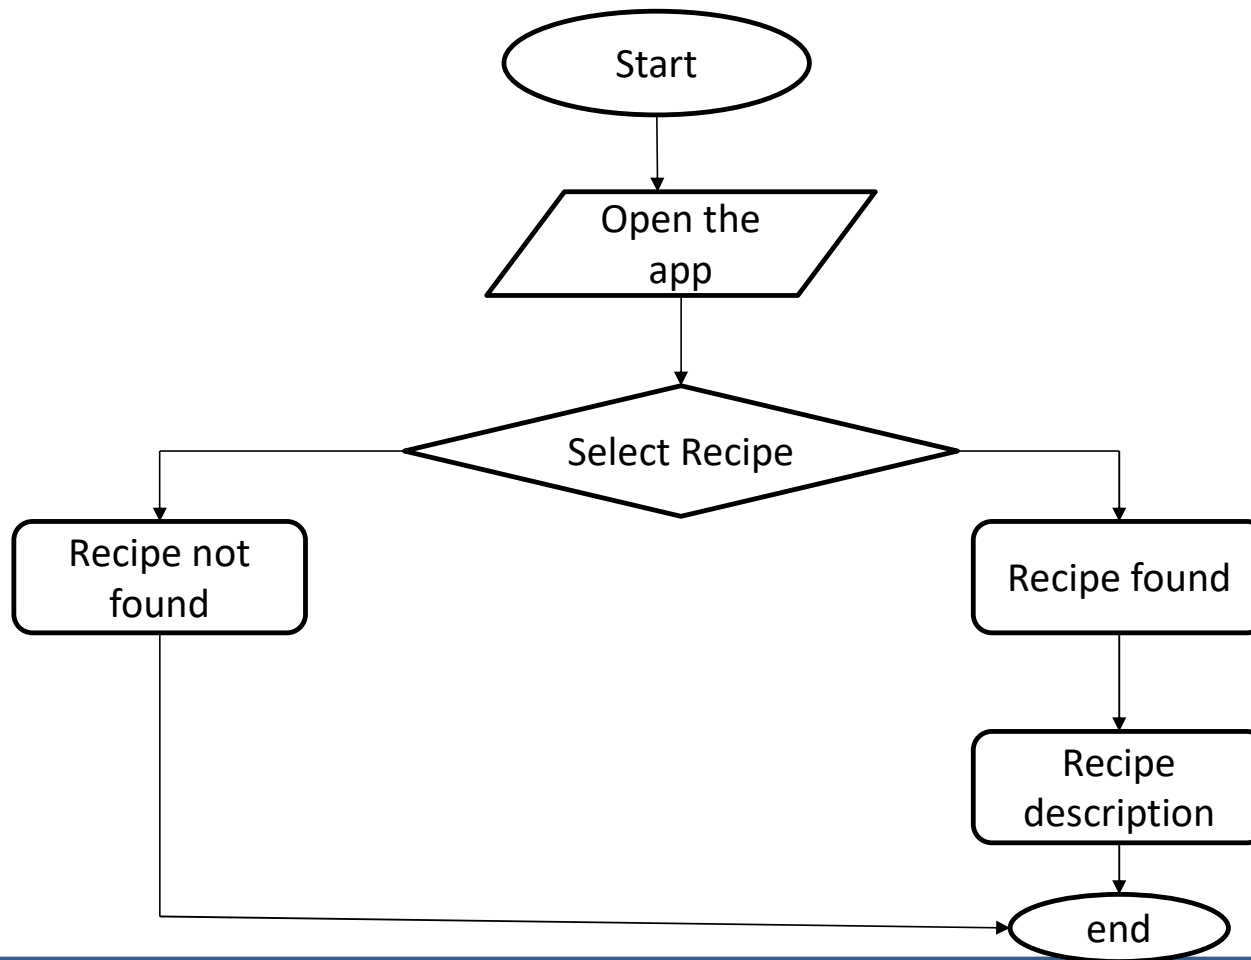 Start
Open the
app
Select Recipe
Recipe not
found
Recipe found
Recipe
description
end